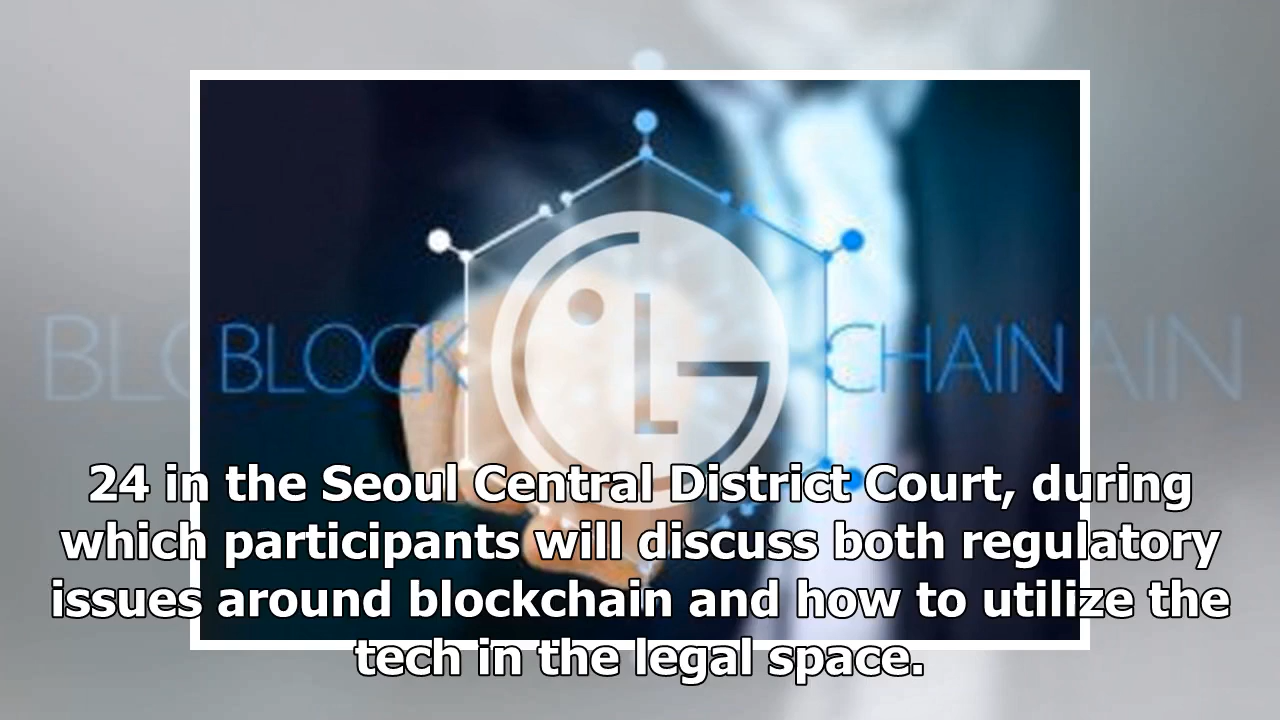 BLOCK CHAIN
LG
24 in the Seoul Central District Court, during
which participants will discuss both regulatory
issues around blockchain and how to utilize the
tech in the legal space.